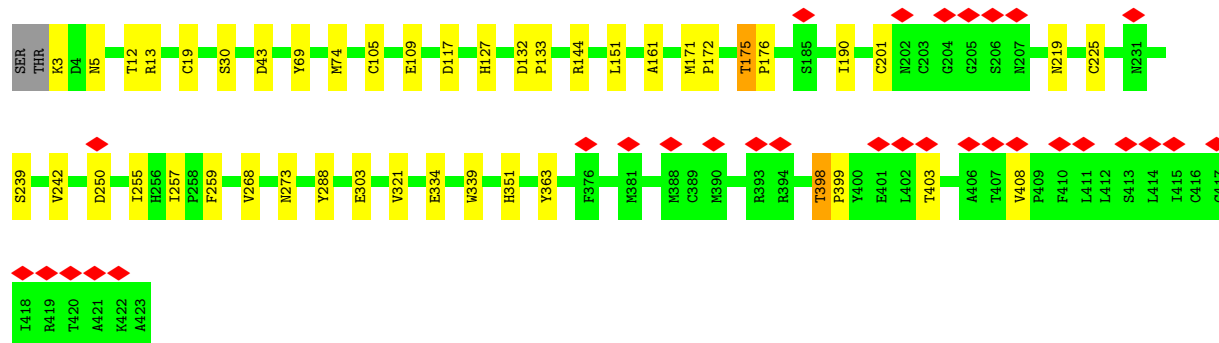 SER THR K3 D4 N5 T12 R13 C19 S30 D43 Y69 M74 C105 E109 D117 H127 D132 P133 R144 L151 A161 M171 P172 T175 P176 S185 I190 C201 N202 C203 G204 G205 S206 N207 N219 C225 N231
S239 V242 D250 I255 H256 I257 P258 F259 V268 N273 Y288 E303 V321 E334 W339 H351 Y363 F376 M381 M388 C389 M390 R393 R394 T398 P399 Y400 E401 L402 T403 A406 T407 V408 P409 F410 L411 L412 S413 L414 I415 C416
I418 R419 T420 A421 K422 A423